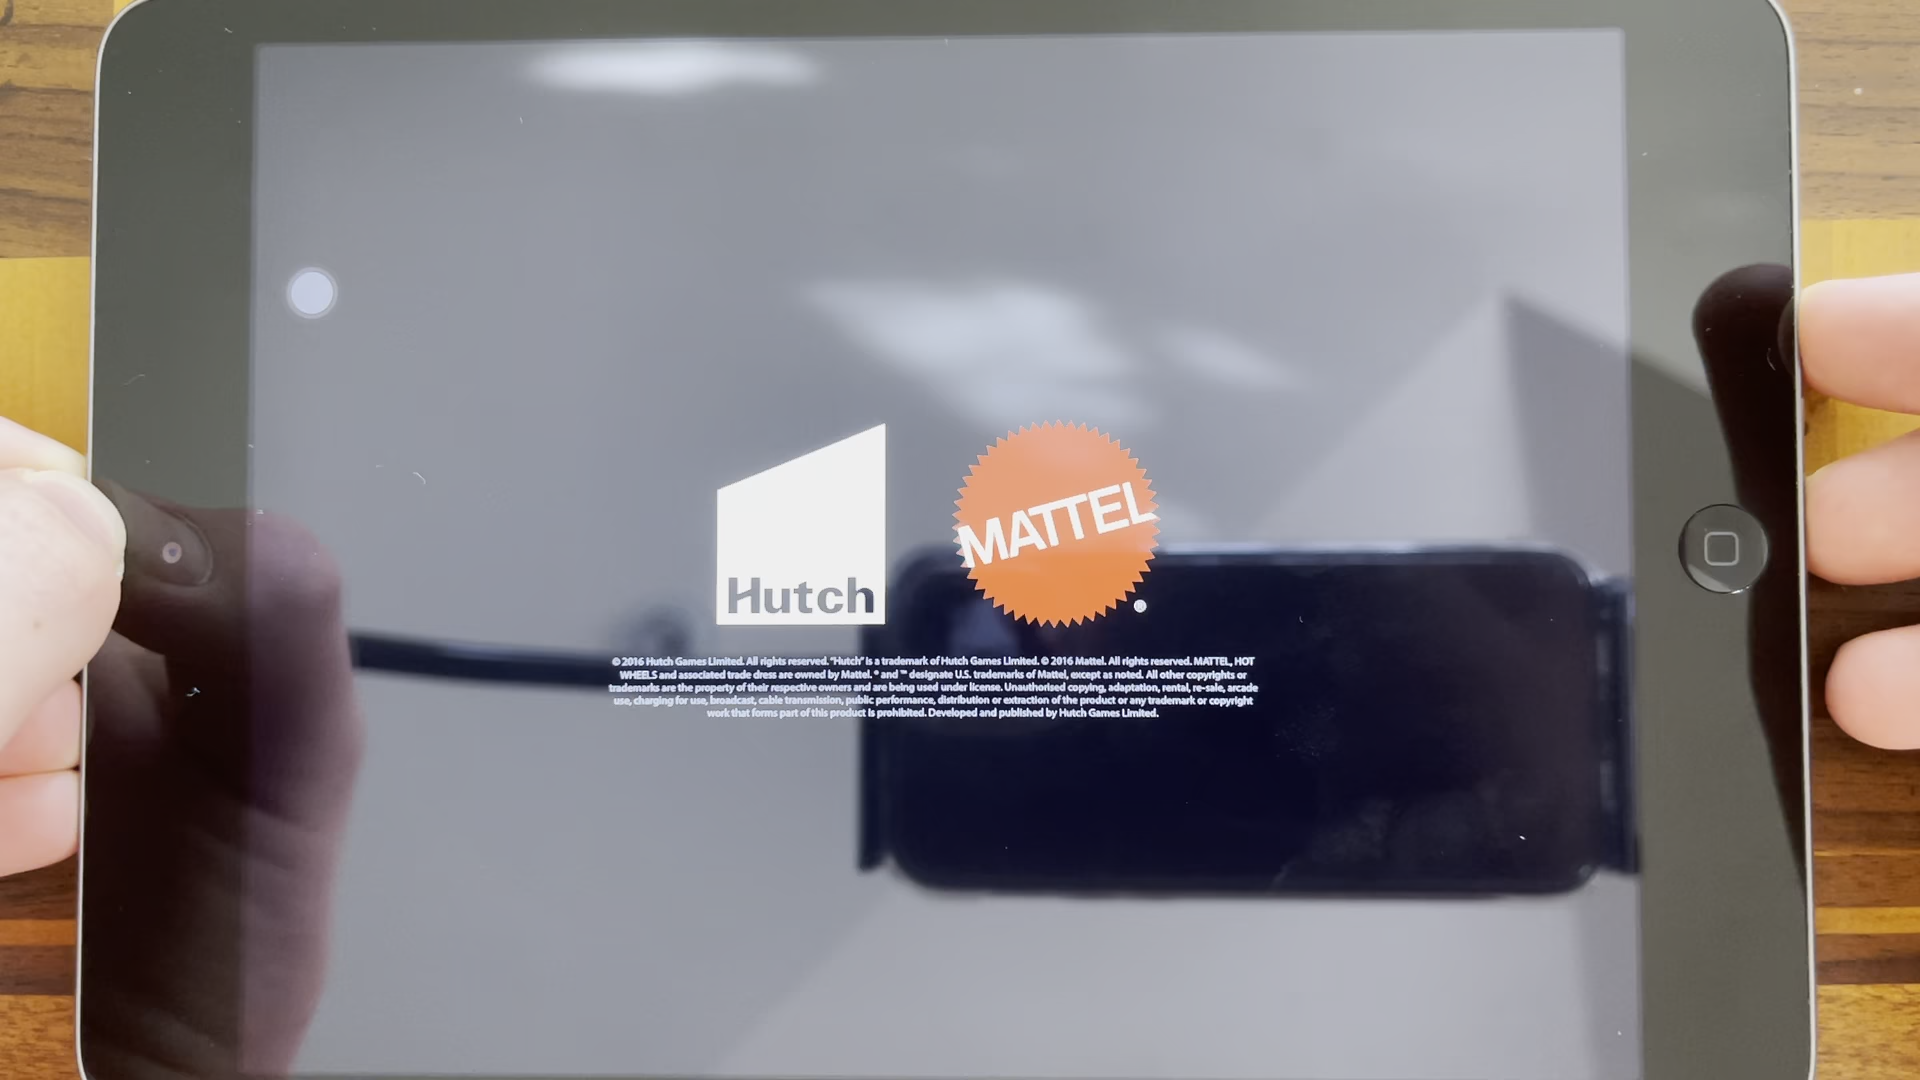 Hutch
MATTEL
®
© 2016 Hutch Games Limited. All rights reserved. "Hutch" is a trademark of Hutch Games Limited. © 2016 Mattel. All rights reserved. MATTEL, HOT
WHEELS and associated trade dress are owned by Mattel. ® and ™ designate U.S. trademarks of Mattel, except as noted. All other copyrights or
trademarks are the property of their respective owners and are being used under license. Unauthorised copying, adaptation, rental, re-sale, arcade
use, charging for use, broadcast, cable transmission, public performance, distribution or extraction of the product or any trademark or copyright
work that forms part of this product is prohibited. Developed and published by Hutch Games Limited.